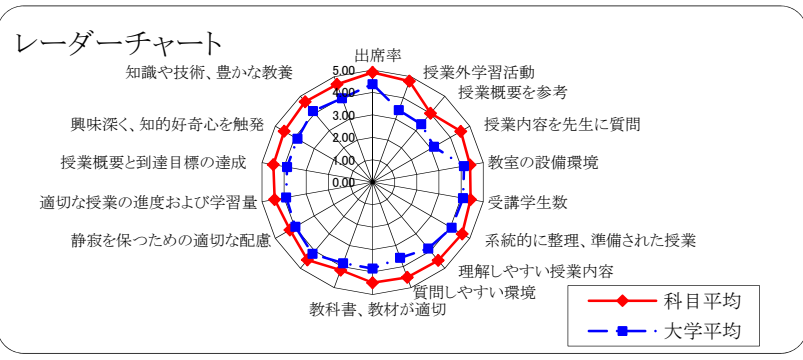 レーダーチャート
出席率
授業外学習活動
授業概要を参考
授業内容を先生に質問
教室の設備環境
受講学生数
系統的に整理、準備された授業
理解しやすい授業内容
質問しやすい環境
教科書、教材が適切
静寂を保つための適切な配慮
適切な授業の進度および学習量
授業概要と到達目標の達成
興味深く、知的好奇心を触発
知識や技術、豊かな教養
5.00
4.00
3.00
2.00
1.00
0.00
科目平均
大学平均